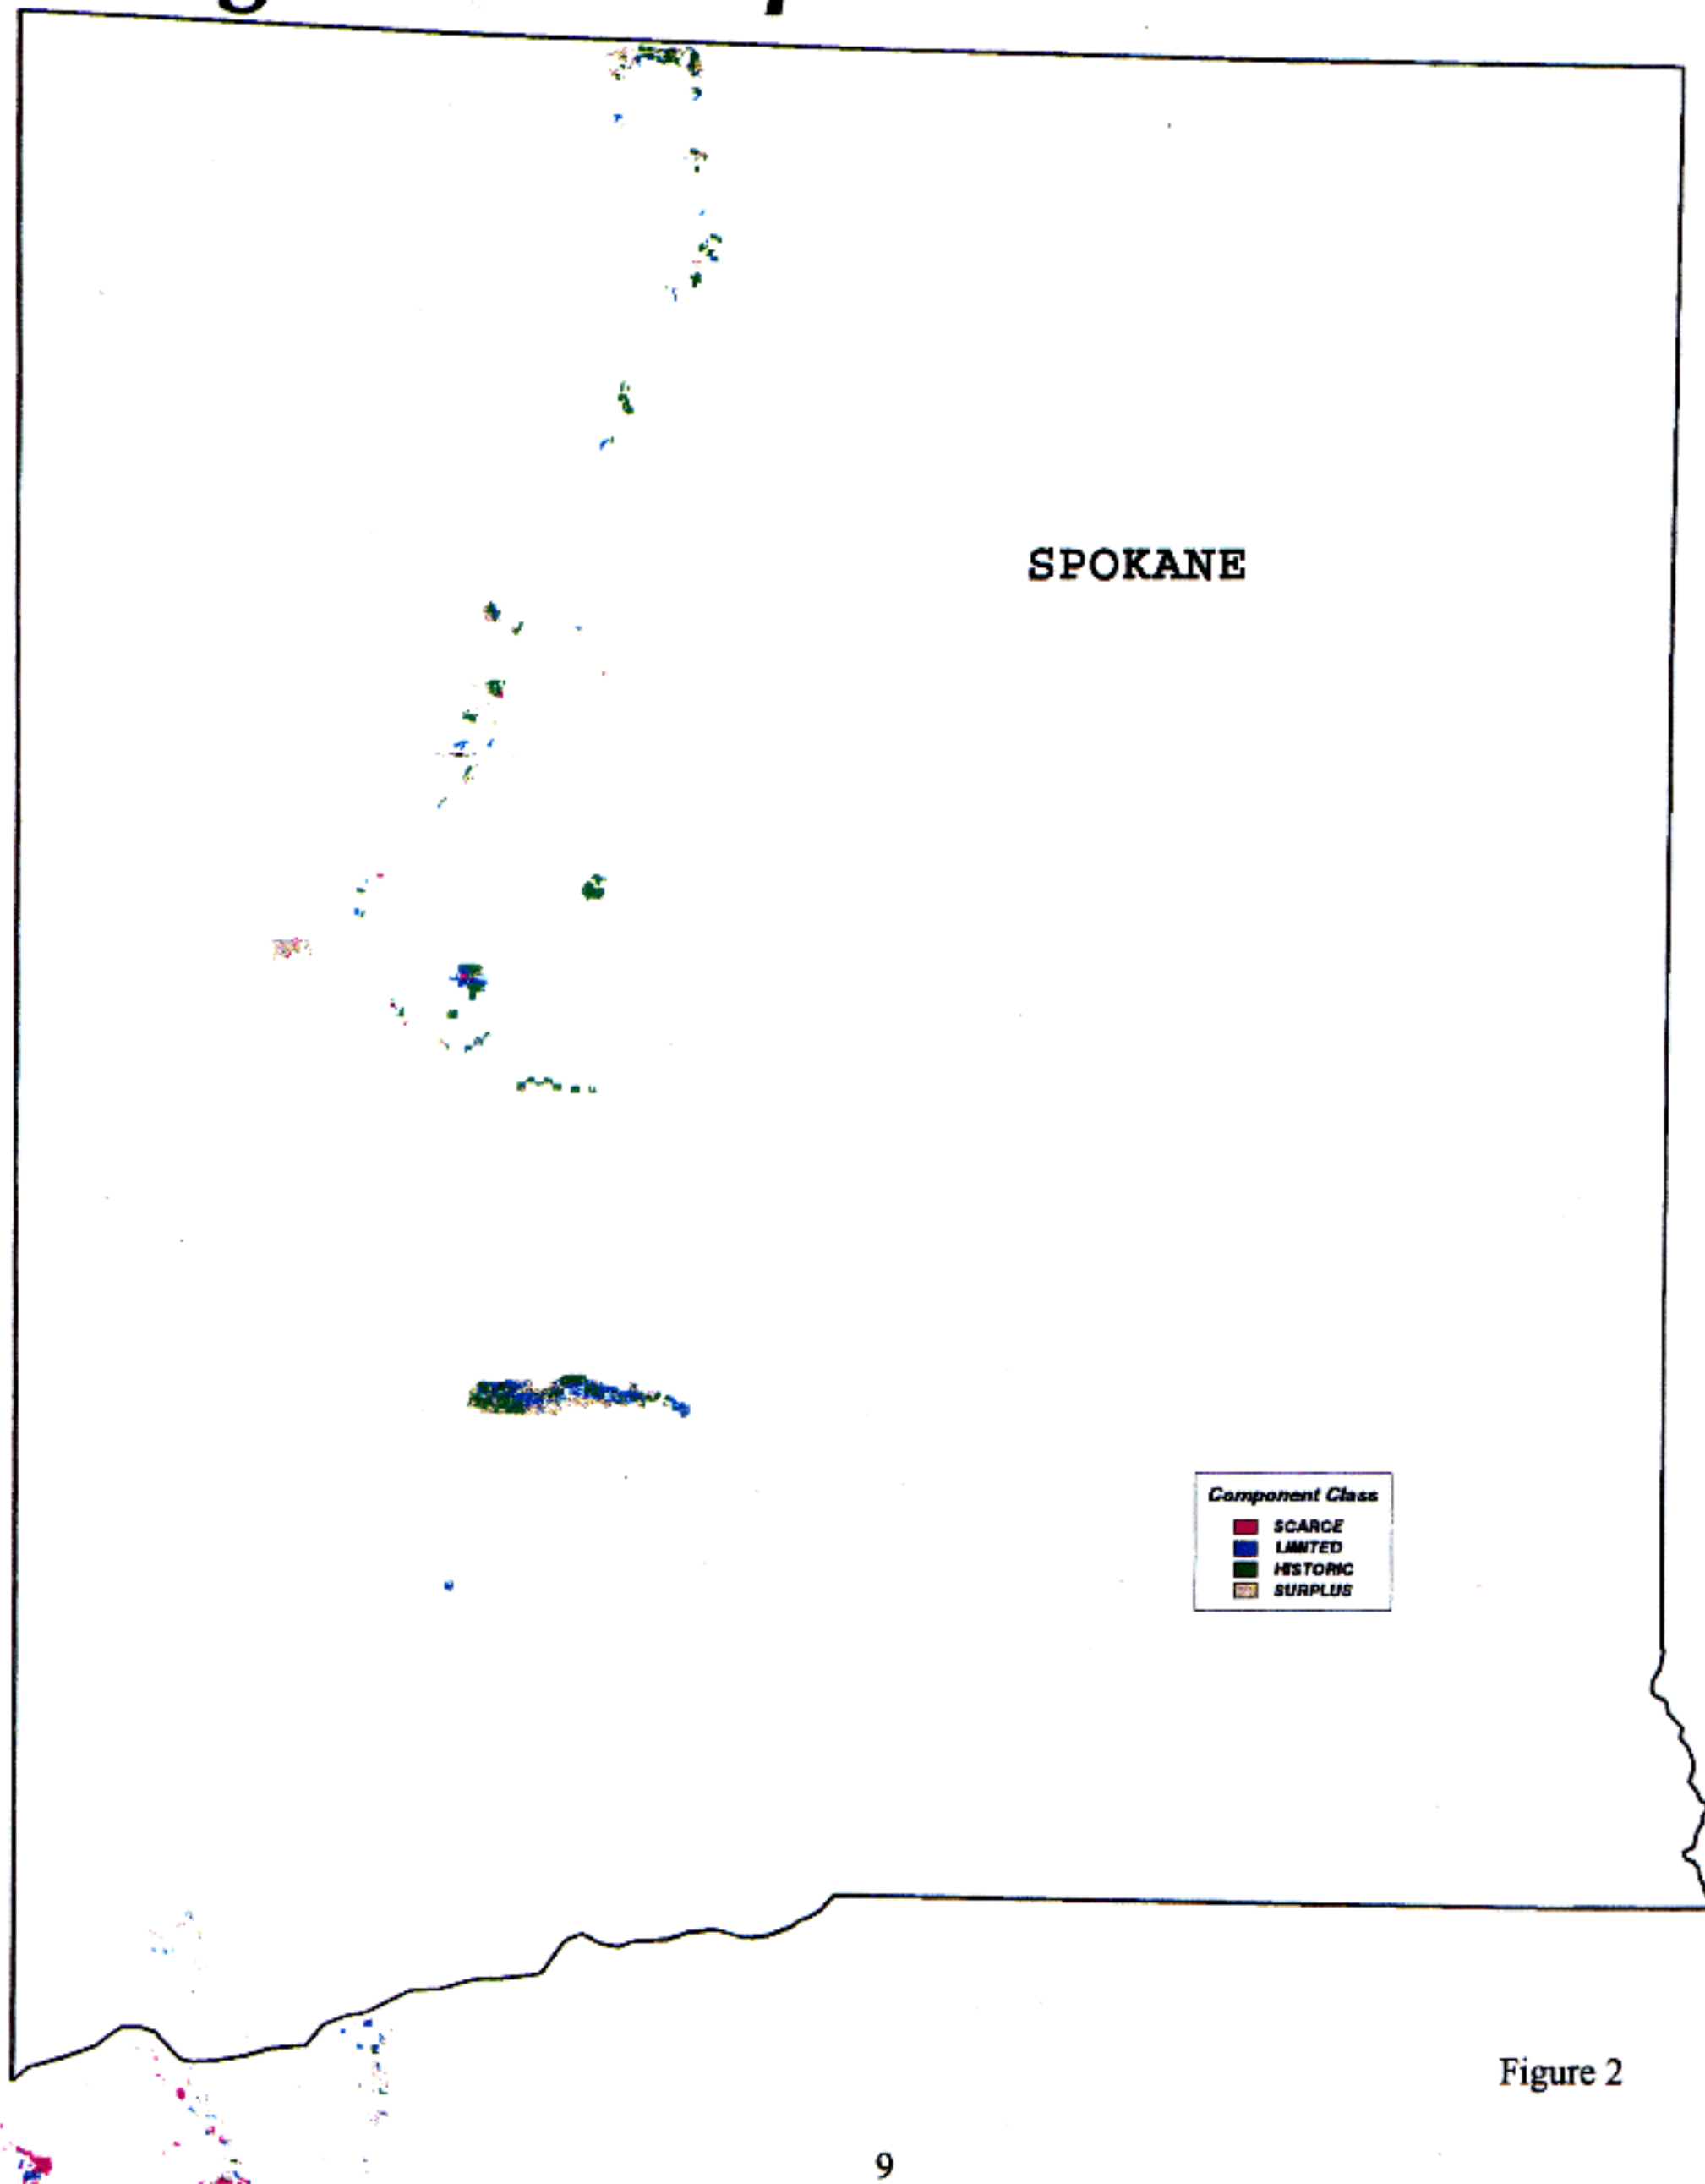 SPOKANE
Component Class
SCARCE
LIMITED
HISTORIC
SURPLUS
Figure 2
9